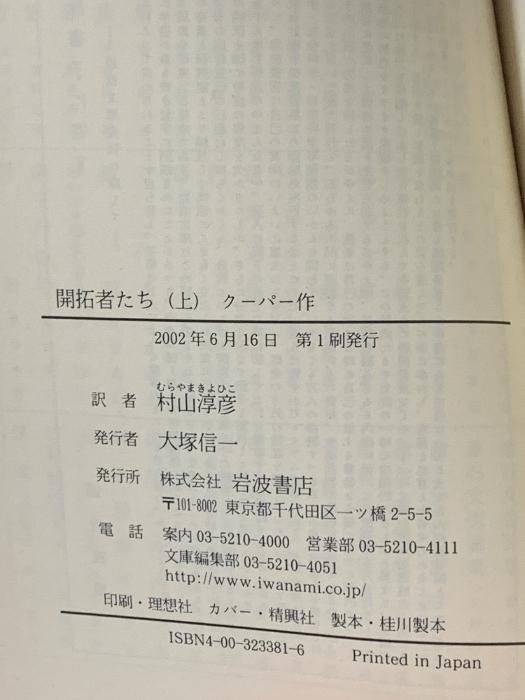 開拓者たち（上） クーパー作
2002年6月16日 第1刷発行
むらやまきよひこ
訳者 村山淳彦
発行者 大塚信一
発行所 株式会社 岩波書店
〒101-8002 東京都千代田区一ツ橋2-5-5
電話 案内03-5210-4000 営業部03-5210-4111
文庫編集部03-5210-4051
http://www.iwanami.co.jp/
印刷・理想社 カバー・精興社 製本・桂川製本
ISBN4-00-323381-6 Printed in Japan